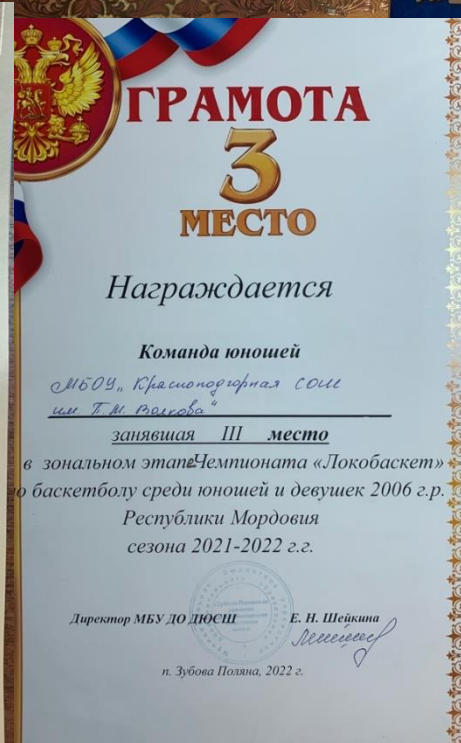 ГРАМОТА
3
МЕСТО
Награждается
Команда юношей
МБОУ „Красноподгорная СОШ
им. П.М. Волкова"
занявшая III место
в зональном этапе Чемпионата «Локобаскет»
о баскетболу среди юношей и девушек 2006 г.р.
Республики Мордовия
сезона 2021-2022 г.г.
Директор МБУ ДО ДЮСШ Е. Н. Шейкина
п. Зубова Поляна, 2022 г.